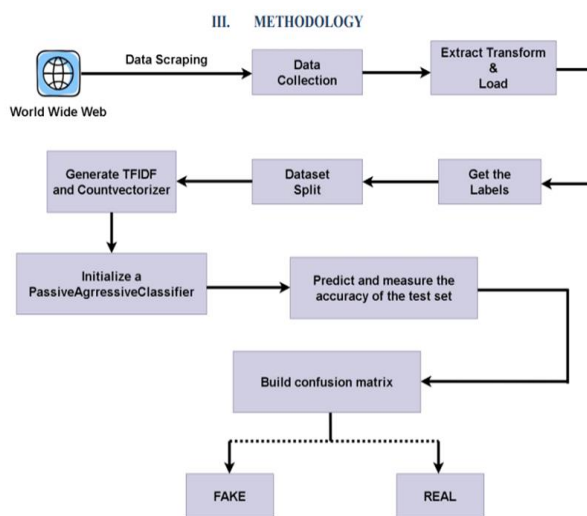 III. METHODOLOGY
Data Scraping
World Wide Web
Data
Collection
Extract Transform
&
Load
Generate TFIDF
and Countvectorizer
Dataset
Split
Get the
Labels
Initialize a
PassiveAgrressiveClassifier
Predict and measure the
accuracy of the test set
Build confusion matrix
FAKE
REAL